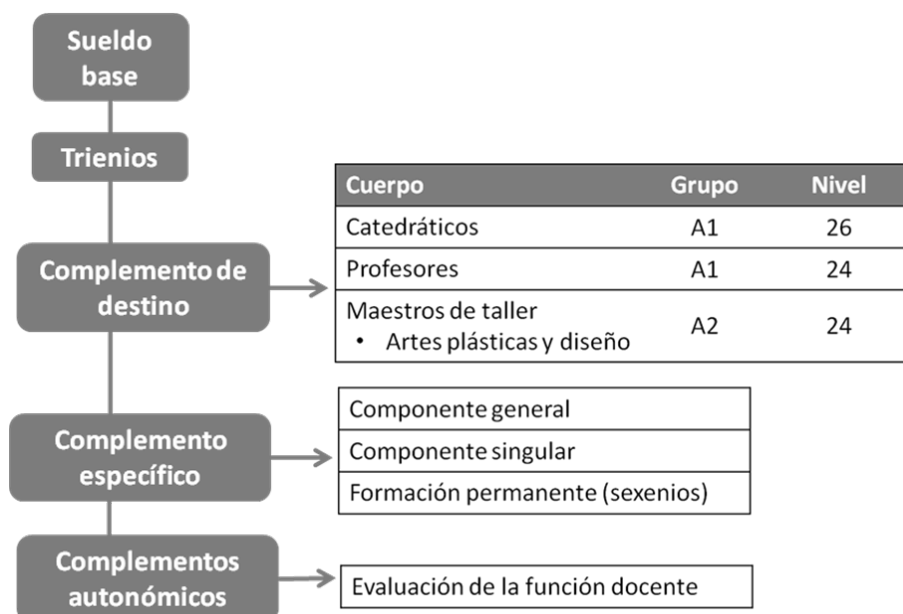 Sueldo
base
Trienios
Complemento de
destino
Cuerpo Grupo Nivel
Catedráticos A1 26
Profesores A1 24
Maestros de taller
• Artes plásticas y diseño A2 24
Complemento
específico
Componente general
Componente singular
Formación permanente (sexenios)
Complementos
autonómicos
Evaluación de la función docente